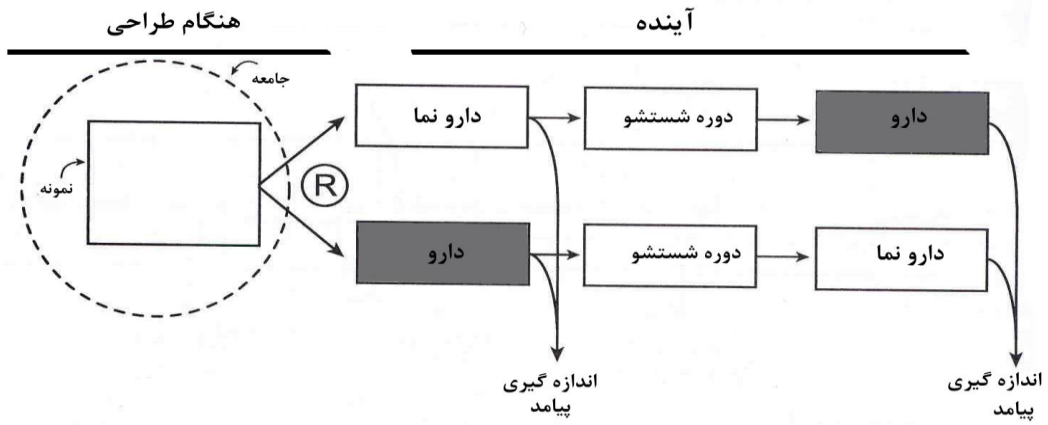 هنگام طراحی
آینده
جامعه
نمونه
R
دارو نما
دوره شستشو
دارو
دارو
دوره شستشو
دارو نما
اندازه گیری
پیامد
اندازه گیری
پیامد